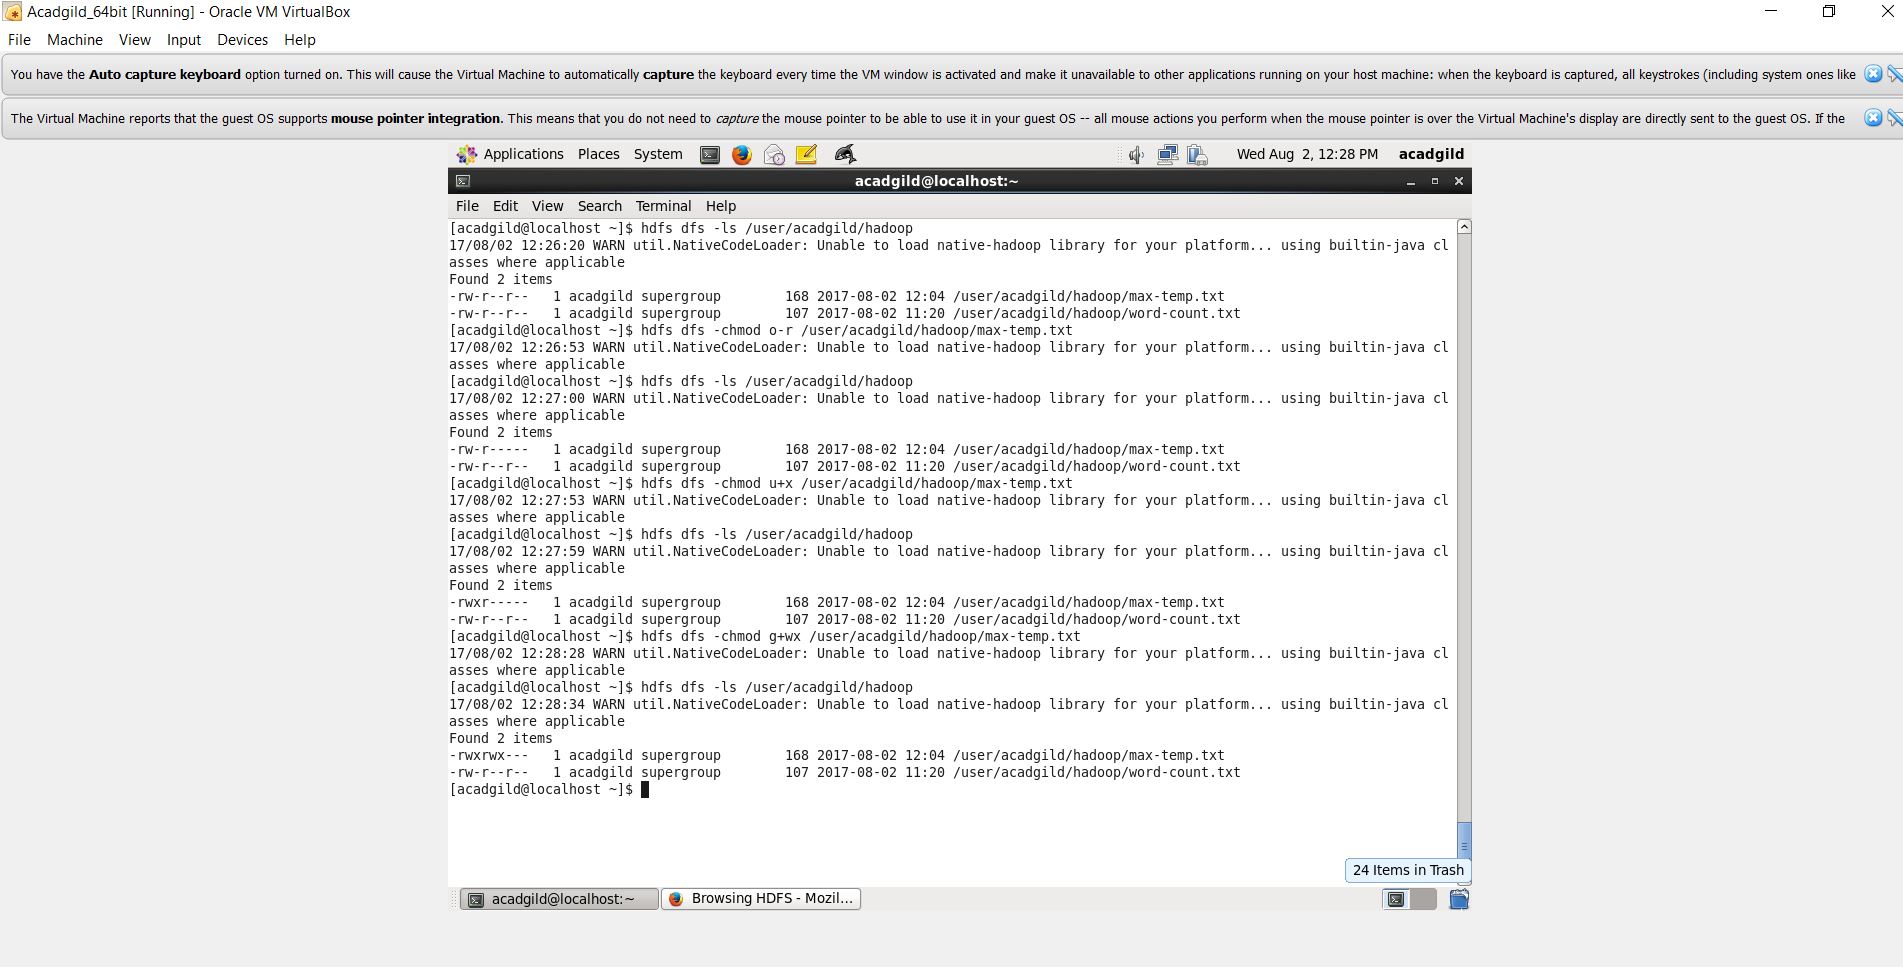 Acadgild_64bit [Running] - Oracle VM VirtualBox
File Machine View Input Devices Help
You have the Auto capture keyboard option turned on. This will cause the Virtual Machine to automatically capture the keyboard every time the VM window is activated and make it unavailable to other applications running on your host machine: when the keyboard is captured, all keystrokes (including system ones like
The Virtual Machine reports that the guest OS supports mouse pointer integration. This means that you do not need to capture the mouse pointer to be able to use it in your guest OS -- all mouse actions you perform when the mouse pointer is over the Virtual Machine's display are directly sent to the guest OS. If the
Applications Places System Wed Aug 2, 12:28 PM acadgild
acadgild@localhost:~
File Edit View Search Terminal Help
[acadgild@localhost ~]$ hdfs dfs -ls /user/acadgild/hadoop
17/08/02 12:26:20 WARN util.NativeCodeLoader: Unable to load native-hadoop library for your platform... using builtin-java cl
asses where applicable
Found 2 items
-rw-r--r--   1 acadgild supergroup        168 2017-08-02 12:04 /user/acadgild/hadoop/max-temp.txt
-rw-r--r--   1 acadgild supergroup        107 2017-08-02 11:20 /user/acadgild/hadoop/word-count.txt
[acadgild@localhost ~]$ hdfs dfs -chmod o-r /user/acadgild/hadoop/max-temp.txt
17/08/02 12:26:53 WARN util.NativeCodeLoader: Unable to load native-hadoop library for your platform... using builtin-java cl
asses where applicable
[acadgild@localhost ~]$ hdfs dfs -ls /user/acadgild/hadoop
17/08/02 12:27:00 WARN util.NativeCodeLoader: Unable to load native-hadoop library for your platform... using builtin-java cl
asses where applicable
Found 2 items
-rw-r-----   1 acadgild supergroup        168 2017-08-02 12:04 /user/acadgild/hadoop/max-temp.txt
-rw-r--r--   1 acadgild supergroup        107 2017-08-02 11:20 /user/acadgild/hadoop/word-count.txt
[acadgild@localhost ~]$ hdfs dfs -chmod u+x /user/acadgild/hadoop/max-temp.txt
17/08/02 12:27:53 WARN util.NativeCodeLoader: Unable to load native-hadoop library for your platform... using builtin-java cl
asses where applicable
[acadgild@localhost ~]$ hdfs dfs -ls /user/acadgild/hadoop
17/08/02 12:27:59 WARN util.NativeCodeLoader: Unable to load native-hadoop library for your platform... using builtin-java cl
asses where applicable
Found 2 items
-rwxr-----   1 acadgild supergroup        168 2017-08-02 12:04 /user/acadgild/hadoop/max-temp.txt
-rw-r--r--   1 acadgild supergroup        107 2017-08-02 11:20 /user/acadgild/hadoop/word-count.txt
[acadgild@localhost ~]$ hdfs dfs -chmod g+wx /user/acadgild/hadoop/max-temp.txt
17/08/02 12:28:28 WARN util.NativeCodeLoader: Unable to load native-hadoop library for your platform... using builtin-java cl
asses where applicable
[acadgild@localhost ~]$ hdfs dfs -ls /user/acadgild/hadoop
17/08/02 12:28:34 WARN util.NativeCodeLoader: Unable to load native-hadoop library for your platform... using builtin-java cl
asses where applicable
Found 2 items
-rwxrwx---   1 acadgild supergroup        168 2017-08-02 12:04 /user/acadgild/hadoop/max-temp.txt
-rw-r--r--   1 acadgild supergroup        107 2017-08-02 11:20 /user/acadgild/hadoop/word-count.txt
[acadgild@localhost ~]$
24 Items in Trash
acadgild@localhost:~ Browsing HDFS - Mozil...